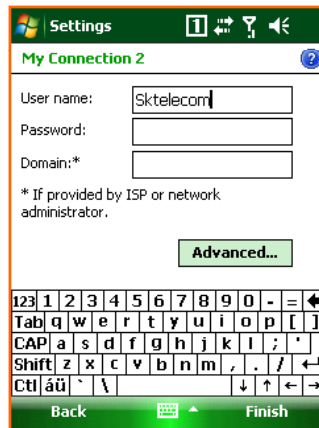 Settings 1
My Connection 2 ?
User name: Sktelecom
Password:
Domain:*
* If provided by ISP or network
administrator.
Advanced...
123 1 2 3 4 5 6 7 8 9 0 - =
Tab q w e r t y u i o p [ ]
CAP a s d f g h j k l ; '
Shift z x c v b n m , . /
Ctl áü ` \
Back Finish